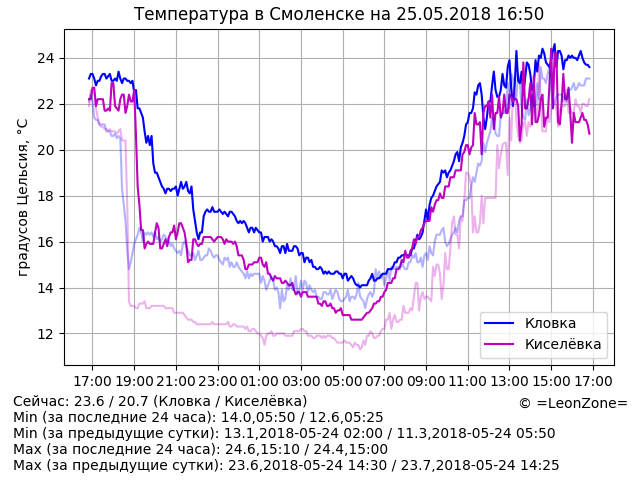 Температура в Смоленске на 25.05.2018 16:50
градусов Цельсия, °C
24
22
20
18
16
14
12
17:00 19:00 21:00 23:00 01:00 03:00 05:00 07:00 09:00 11:00 13:00 15:00 17:00
Кловка
Киселёвка
Сейчас: 23.6 / 20.7 (Кловка / Киселёвка)
© =LeonZone=
Min (за последние 24 часа): 14.0,05:50 / 12.6,05:25
Min (за предыдущие сутки): 13.1,2018-05-24 02:00 / 11.3,2018-05-24 05:50
Max (за последние 24 часа): 24.6,15:10 / 24.4,15:00
Max (за предыдущие сутки): 23.6,2018-05-24 14:30 / 23.7,2018-05-24 14:25